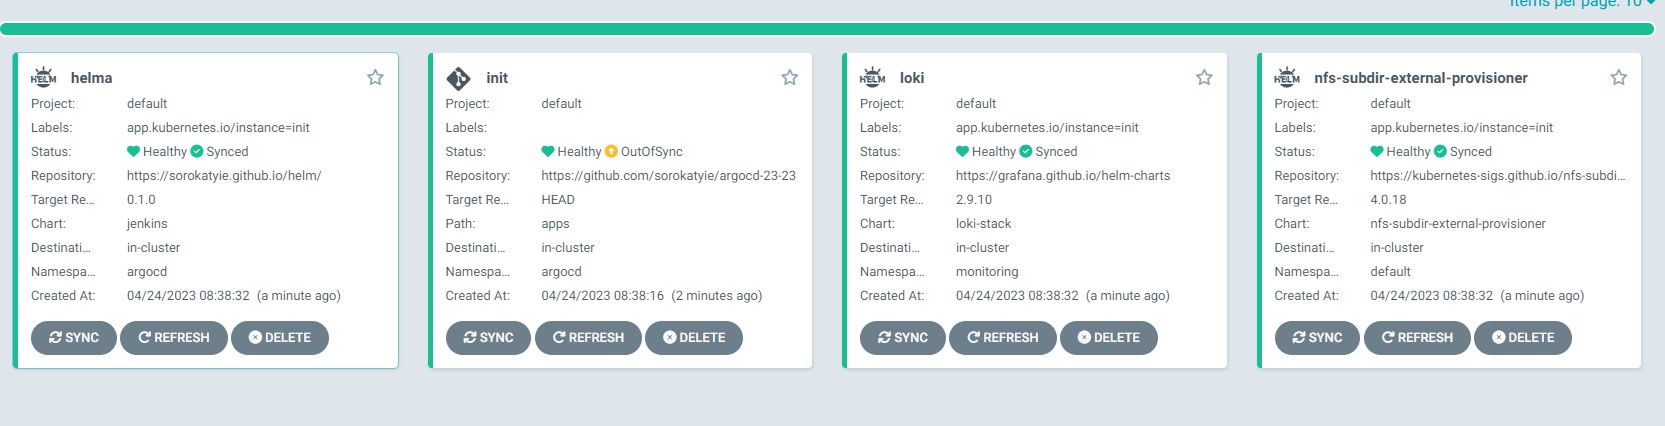 Items per page: 10
HELM helma
Project: default
Labels: app.kubernetes.io/instance=init
Status: Healthy Synced
Repository: https://sorokatyie.github.io/helm/
Target Re... 0.1.0
Chart: jenkins
Destinati... in-cluster
Namespa... argocd
Created At: 04/24/2023 08:38:32 (a minute ago)
SYNC REFRESH DELETE
init
Project: default
Labels:
Status: Healthy OutOfSync
Repository: https://github.com/sorokatyie/argocd-23-23
Target Re... HEAD
Path: apps
Destinati... in-cluster
Namespa... argocd
Created At: 04/24/2023 08:38:16 (2 minutes ago)
SYNC REFRESH DELETE
HELM loki
Project: default
Labels: app.kubernetes.io/instance=init
Status: Healthy Synced
Repository: https://grafana.github.io/helm-charts
Target Re... 2.9.10
Chart: loki-stack
Destinati... in-cluster
Namespa... monitoring
Created At: 04/24/2023 08:38:32 (a minute ago)
SYNC REFRESH DELETE
HELM nfs-subdir-external-provisioner
Project: default
Labels: app.kubernetes.io/instance=init
Status: Healthy Synced
Repository: https://kubernetes-sigs.github.io/nfs-subdi...
Target Re... 4.0.18
Chart: nfs-subdir-external-provisioner
Destinati... in-cluster
Namespa... default
Created At: 04/24/2023 08:38:32 (a minute ago)
SYNC REFRESH DELETE